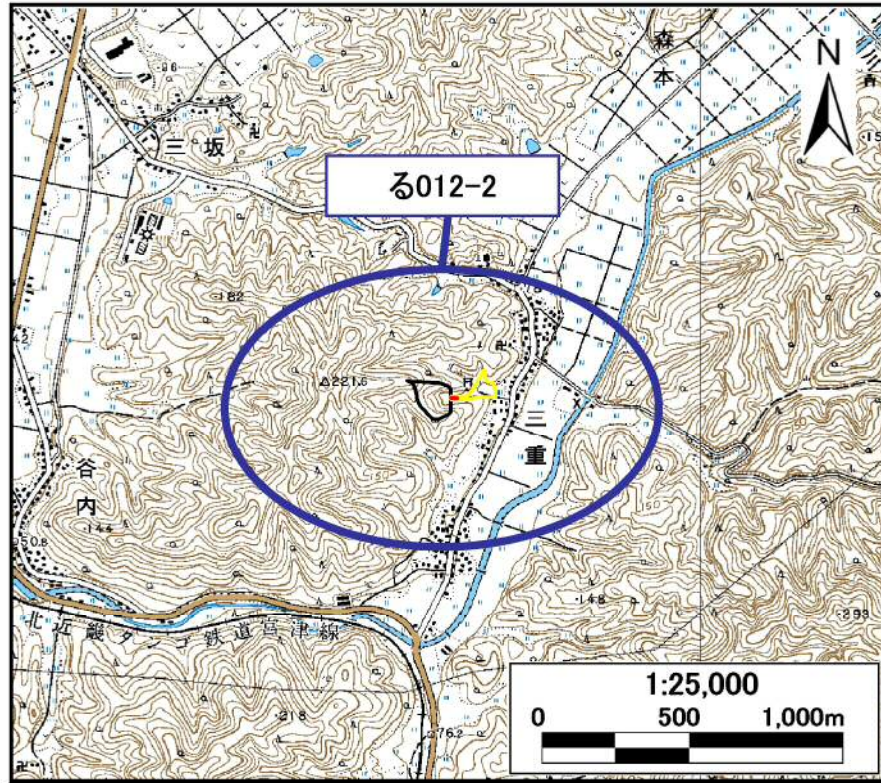 森本
N
三坂
る012-2
・182
△221.6
三重
谷内
・144
50.8
北近畿タンゴ鉄道宮津線
・148
・293
・218
76.2
1:25,000
0 500 1,000m